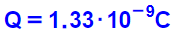 Q = 1.33·10⁻⁹C